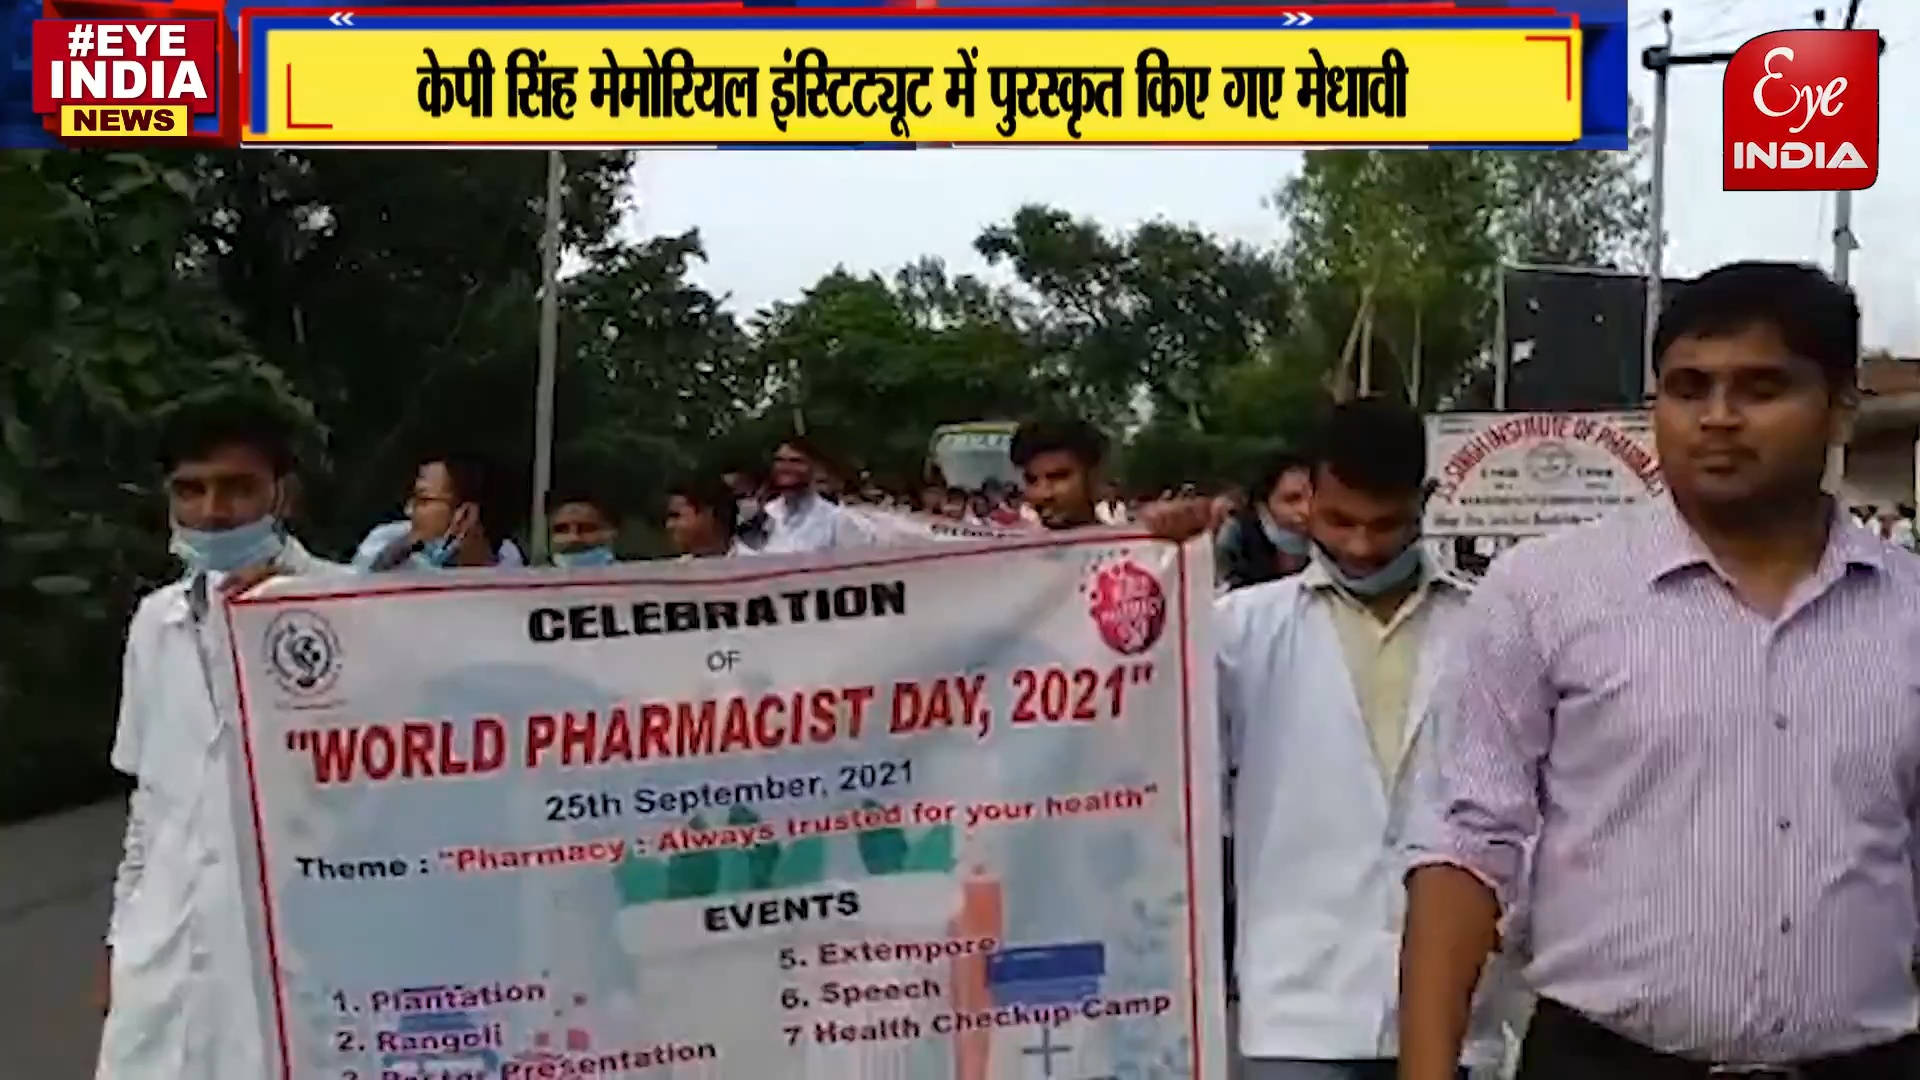 #EYE
INDIA
NEWS
केपी सिंह मेमोरियल इंस्टिट्यूट में पुरस्कृत किए गए मेधावी
Eye
INDIA
INSTITUTE OF
CELEBRATION
OF
"WORLD PHARMACIST DAY, 2021"
25th September, 2021
Theme : "Pharmacy : Always trusted for your health"
EVENTS
1. Plantation
2. Rangoli
Presentation
5. Extempore
6. Speech
7 Health Checkup Camp